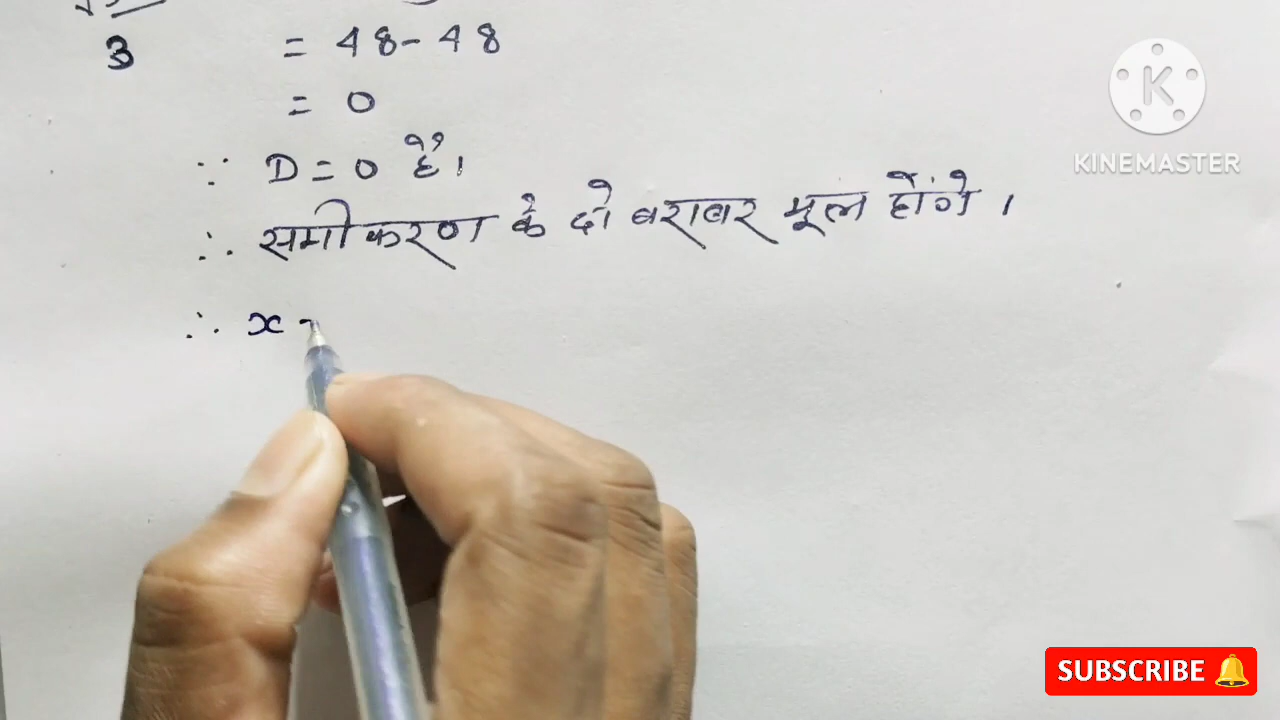 3 = 48-48
= 0
∵ D=0 है।
∴ समीकरण के दो बराबर मूल होंगे।
∴ x
K
KINEMASTER
SUBSCRIBE